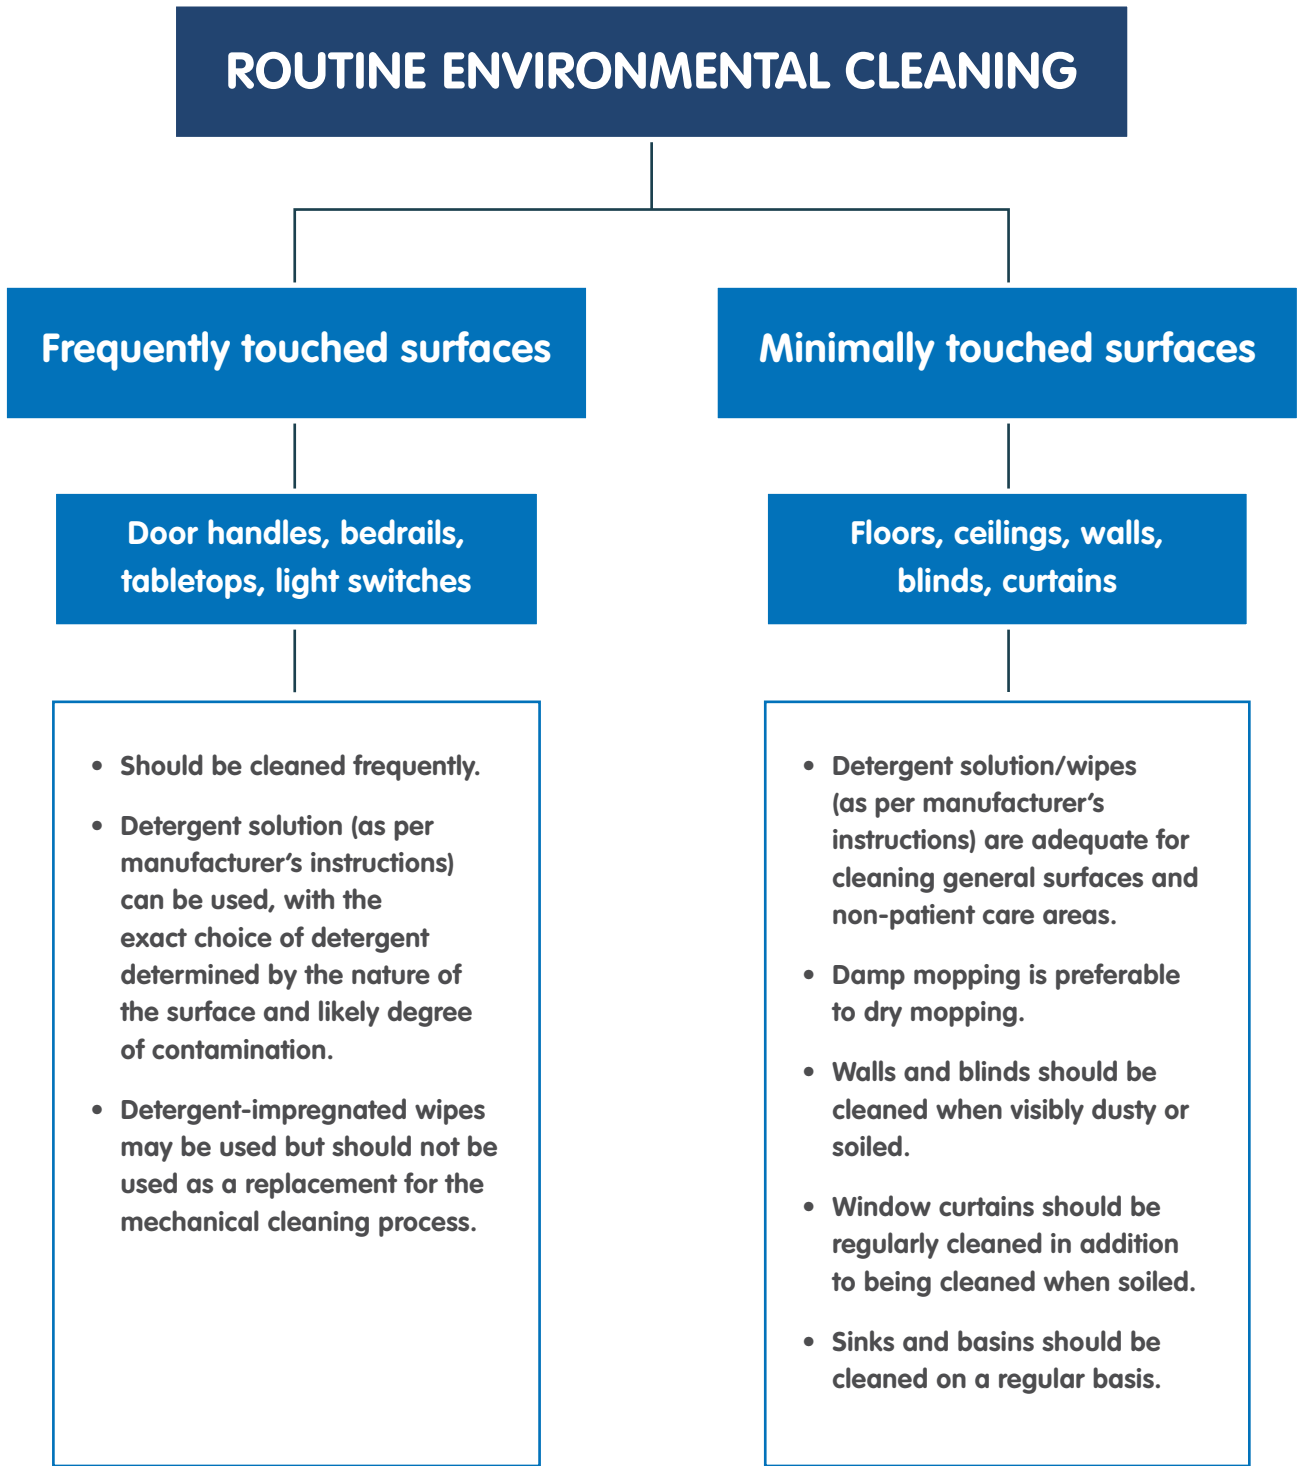 ROUTINE ENVIRONMENTAL CLEANING
Frequently touched surfaces
Door handles, bedrails,
tabletops, light switches
• Should be cleaned frequently.
• Detergent solution (as per
manufacturer's instructions)
can be used, with the
exact choice of detergent
determined by the nature of
the surface and likely degree
of contamination.
• Detergent-impregnated wipes
may be used but should not be
used as a replacement for the
mechanical cleaning process.
Minimally touched surfaces
Floors, ceilings, walls,
blinds, curtains
• Detergent solution/wipes
(as per manufacturer's
instructions) are adequate for
cleaning general surfaces and
non-patient care areas.
• Damp mopping is preferable
to dry mopping.
• Walls and blinds should be
cleaned when visibly dusty or
soiled.
• Window curtains should be
regularly cleaned in addition
to being cleaned when soiled.
• Sinks and basins should be
cleaned on a regular basis.